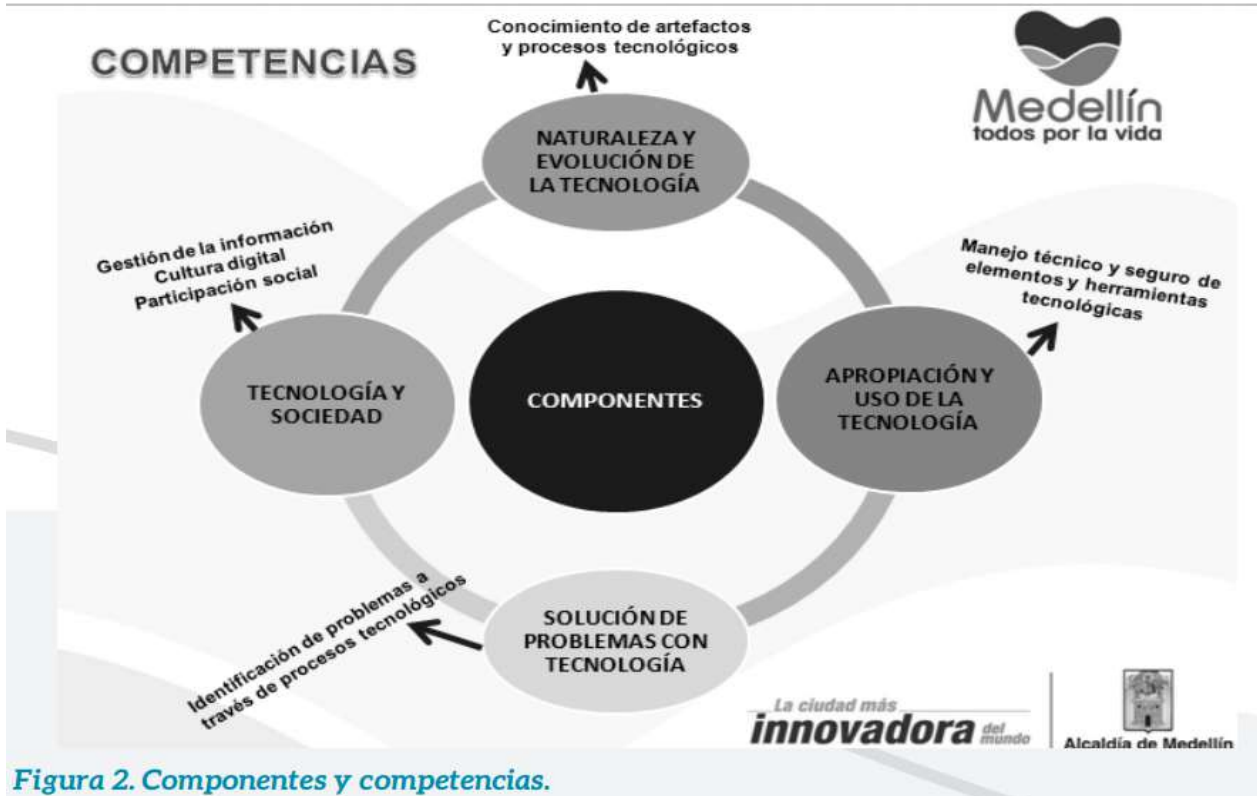 COMPETENCIAS
Conocimiento de artefactos
y procesos tecnológicos
Medellín
todos por la vida
NATURALEZA Y
EVOLUCIÓN DE
LA TECNOLOGÍA
Gestión de la información
Cultura digital
Participación social
Manejo técnico y seguro de
elementos y herramientas
tecnológicas
TECNOLOGÍA Y
SOCIEDAD
COMPONENTES
APROPIACIÓN Y
USO DE LA
TECNOLOGÍA
Identificación de problemas a
través de procesos tecnológicos
SOLUCIÓN DE
PROBLEMAS CON
TECNOLOGÍA
La ciudad más
innovadora del
mundo
Alcaldía de Medellín
Figura 2. Componentes y competencias.